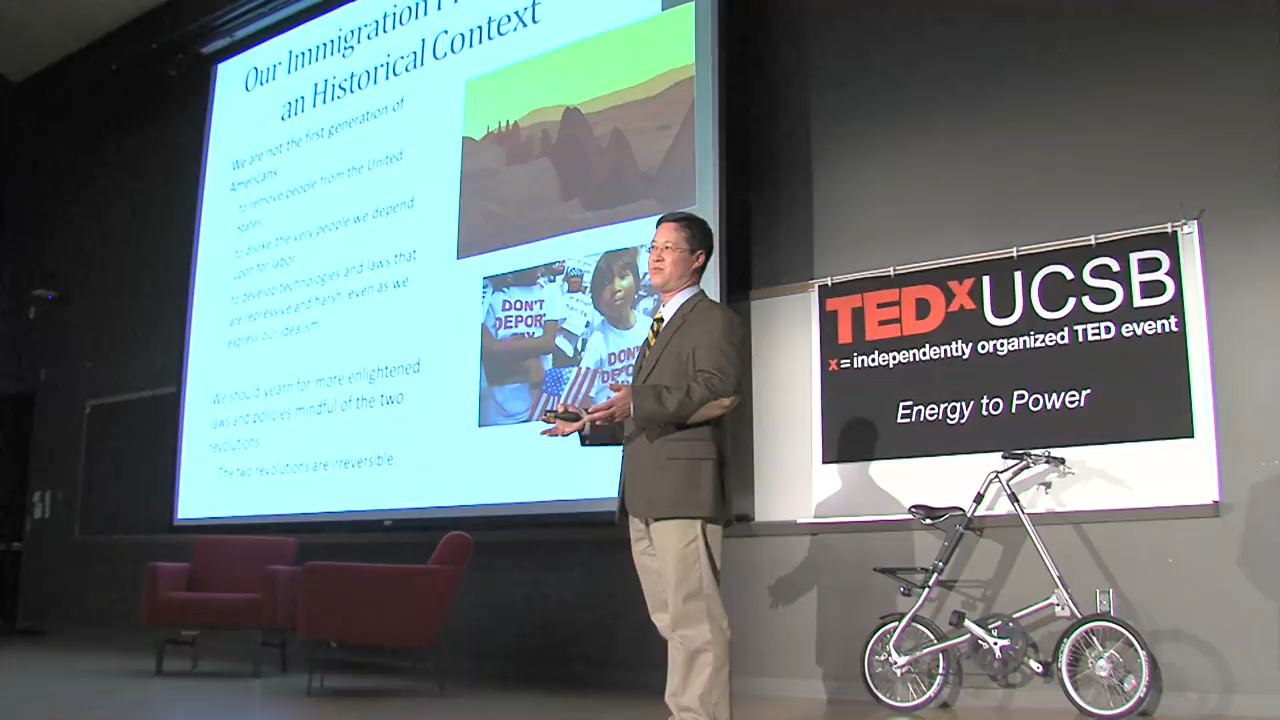 Our Immigration
an Historical Context
We are not the first generation of
Americans
to remove people from the United
States,
to dislike the very people we depend
upon for labor
to develop technologies and laws that
are repressive and harsh, even as we
express our idealism
We should yearn for more enlightened
laws and policies mindful of the two
revolutions.
The two revolutions are irreversible.
DON'T
DEPOR
DON'T
DEPO
TEDxUCSB
x = independently organized TED event
Energy to Power